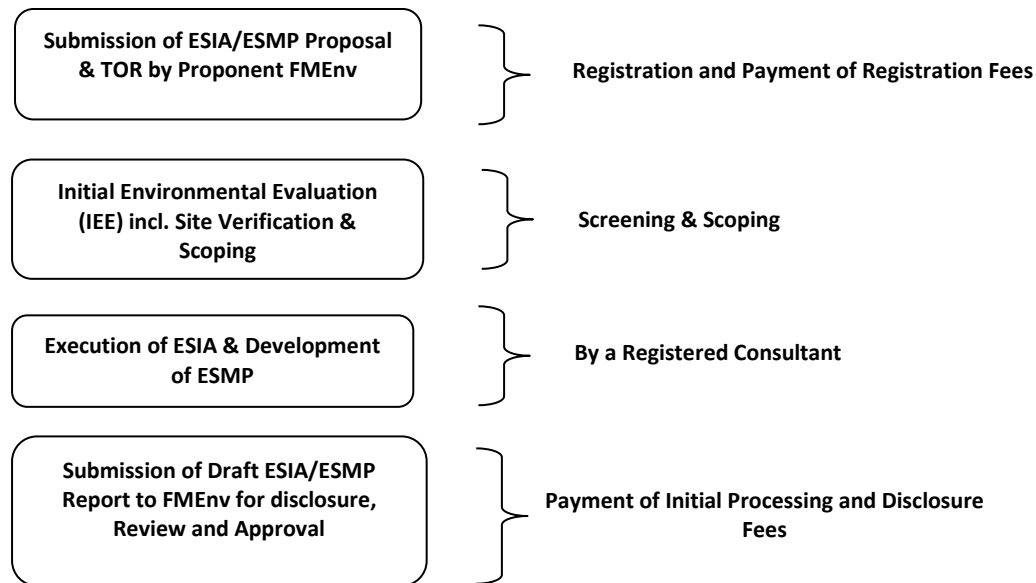 Submission of ESIA/ESMP Proposal
& TOR by Proponent FMEnv
Registration and Payment of Registration Fees
Initial Environmental Evaluation
(IEE) incl. Site Verification &
Scoping
Screening & Scoping
Execution of ESIA & Development
of ESMP
By a Registered Consultant
Submission of Draft ESIA/ESMP
Report to FMEnv for disclosure,
Review and Approval
Payment of Initial Processing and Disclosure
Fees